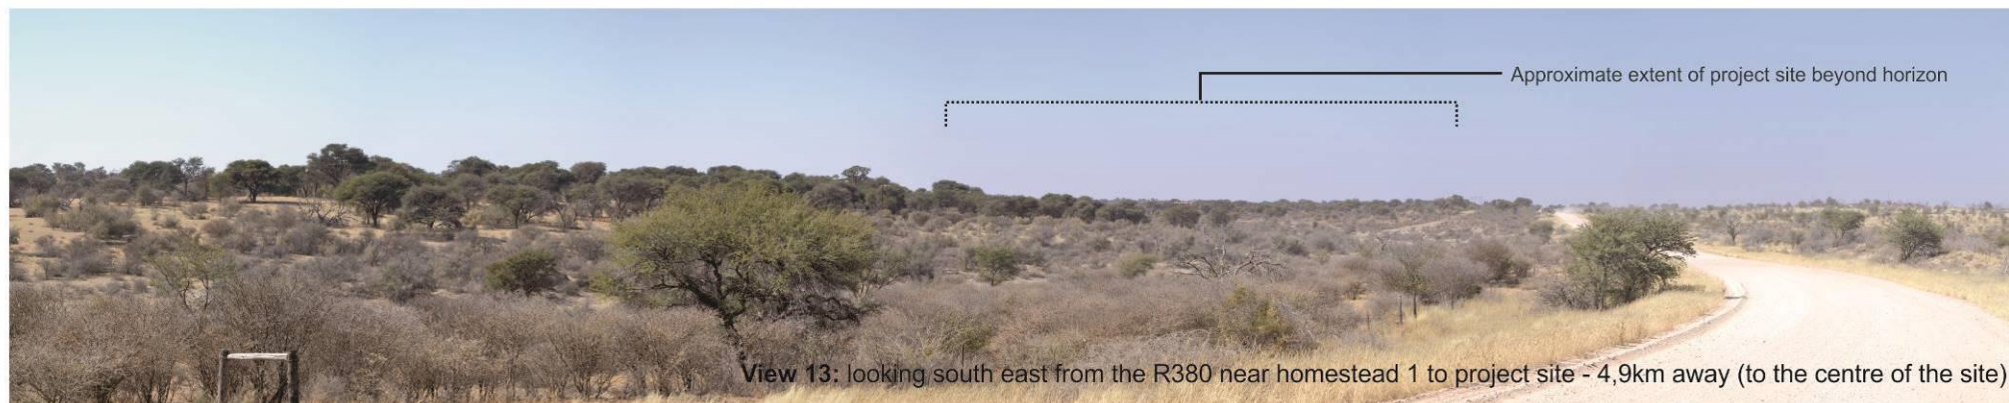 Approximate extent of project site beyond horizon
View 13: looking south east from the R380 near homestead 1 to project site - 4,9km away (to the centre of the site)